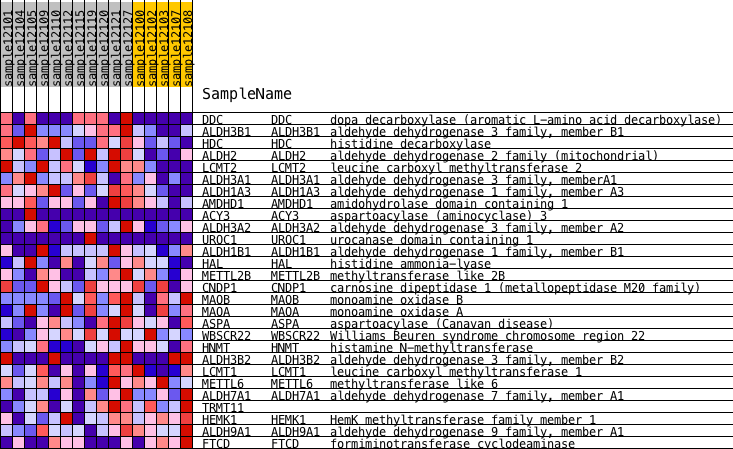 sample12101
sample12104
sample12105
sample12109
sample12110
sample12112
sample12115
sample12119
sample12120
sample12121
sample12127
sample12100
sample12102
sample12103
sample12107
sample12108
SampleName
DDC DDC dopa decarboxylase (aromatic L-amino acid decarboxylase)
ALDH3B1 ALDH3B1 aldehyde dehydrogenase 3 family, member B1
HDC HDC histidine decarboxylase
ALDH2 ALDH2 aldehyde dehydrogenase 2 family (mitochondrial)
LCMT2 LCMT2 leucine carboxyl methyltransferase 2
ALDH3A1 ALDH3A1 aldehyde dehydrogenase 3 family, memberA1
ALDH1A3 ALDH1A3 aldehyde dehydrogenase 1 family, member A3
AMDHD1 AMDHD1 amidohydrolase domain containing 1
ACY3 ACY3 aspartoacylase (aminocyclase) 3
ALDH3A2 ALDH3A2 aldehyde dehydrogenase 3 family, member A2
UROC1 UROC1 urocanase domain containing 1
ALDH1B1 ALDH1B1 aldehyde dehydrogenase 1 family, member B1
HAL HAL histidine ammonia-lyase
METTL2B METTL2B methyltransferase like 2B
CNDP1 CNDP1 carnosine dipeptidase 1 (metallopeptidase M20 family)
MAOB MAOB monoamine oxidase B
MAOA MAOA monoamine oxidase A
ASPA ASPA aspartoacylase (Canavan disease)
WBSCR22 WBSCR22 Williams Beuren syndrome chromosome region 22
HNMT HNMT histamine N-methyltransferase
ALDH3B2 ALDH3B2 aldehyde dehydrogenase 3 family, member B2
LCMT1 LCMT1 leucine carboxyl methyltransferase 1
METTL6 METTL6 methyltransferase like 6
ALDH7A1 ALDH7A1 aldehyde dehydrogenase 7 family, member A1
TRMT11
HEMK1 HEMK1 HemK methyltransferase family member 1
ALDH9A1 ALDH9A1 aldehyde dehydrogenase 9 family, member A1
FTCD FTCD formiminotransferase cyclodeaminase